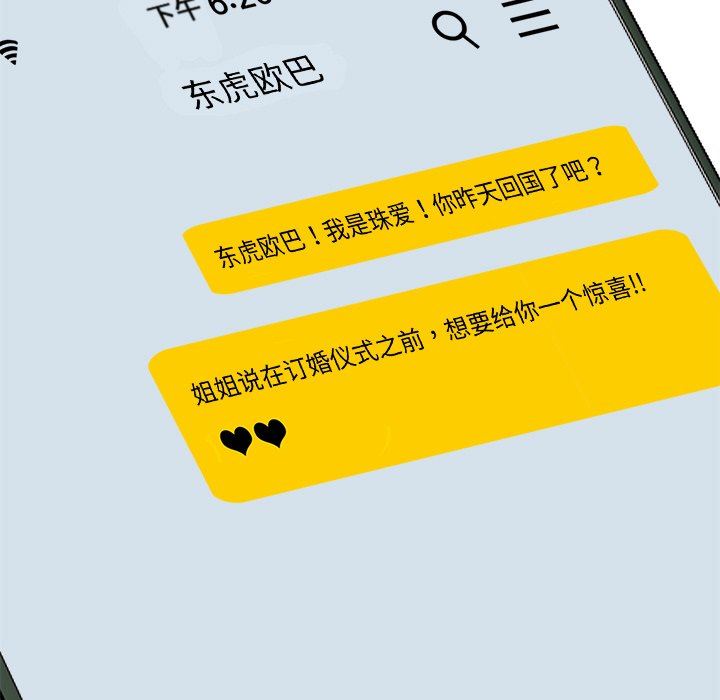 下午 6:20
东虎欧巴
东虎欧巴！我是珠爱！你昨天回国了吧？
姐姐说在订婚仪式之前，想要给你一个惊喜!!
♥♥